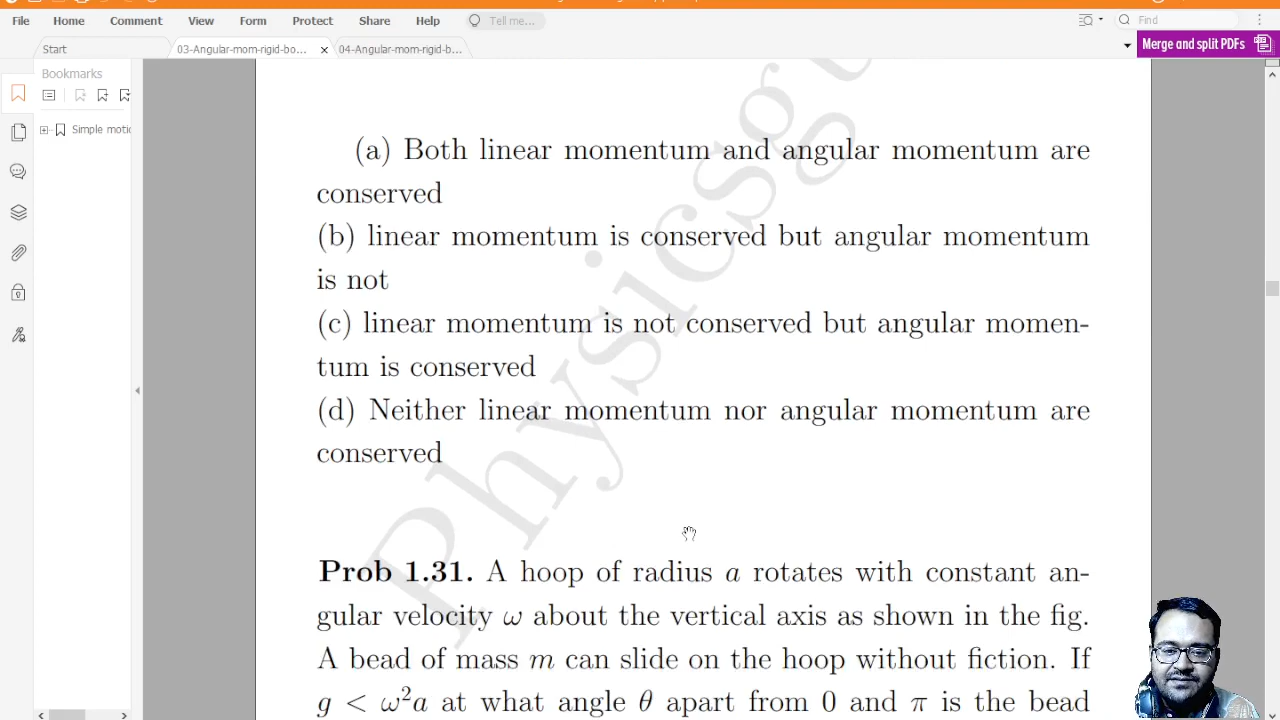 File Home Comment View Form Protect Share Help Tell me... Find
Start 03-Angular-mom-rigid-bo... 04-Angular-mom-rigid-b... Merge and split PDFs
Bookmarks
Simple motio
(a) Both linear momentum and angular momentum are
conserved
(b) linear momentum is conserved but angular momentum
is not
(c) linear momentum is not conserved but angular momen-
tum is conserved
(d) Neither linear momentum nor angular momentum are
conserved
Prob 1.31. A hoop of radius a rotates with constant an-
gular velocity ω about the vertical axis as shown in the fig.
A bead of mass m can slide on the hoop without fiction. If
g < ω²a at what angle θ apart from 0 and π is the bead
Physicsg